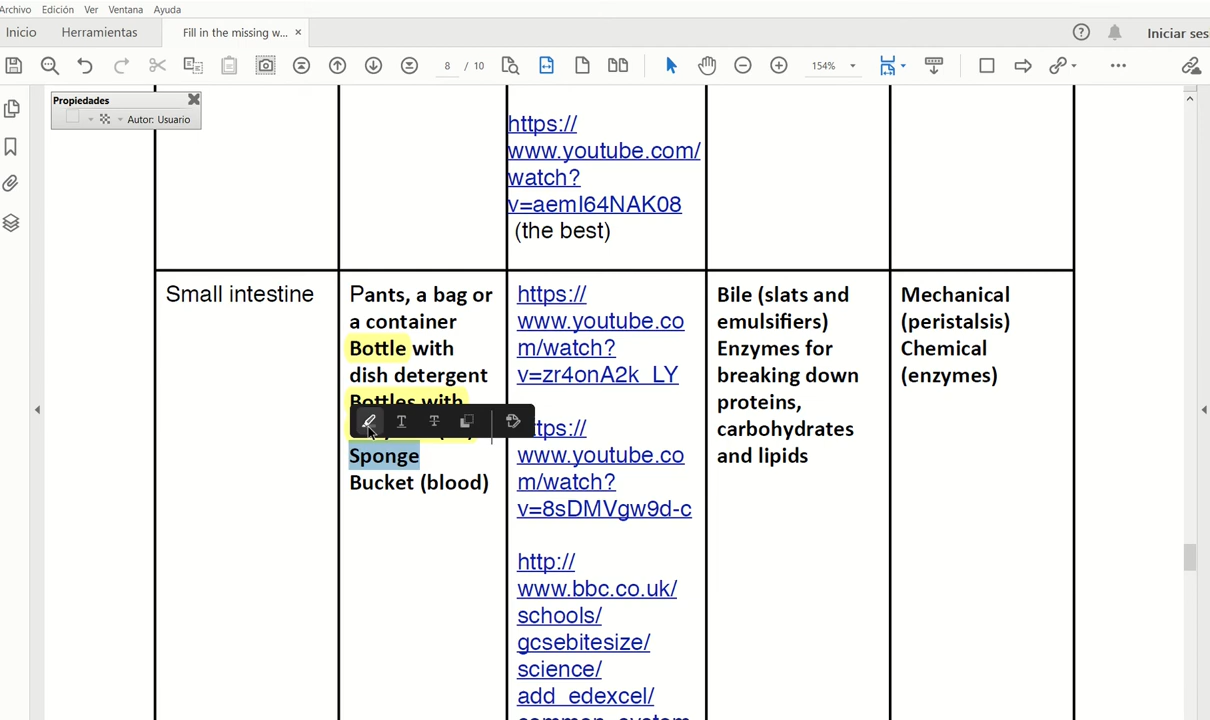 Archivo Edición Ver Ventana Ayuda
Inicio Herramientas Fill in the missing w... × Iniciar ses
8 / 10 154%
Propiedades
Autor: Usuario
https://
www.youtube.com/
watch?
v=aemI64NAK08
(the best)
Small intestine
Pants, a bag or
a container
Bottle with
dish detergent
Bottles with
Sponge
Bucket (blood)
https://
www.youtube.co
m/watch?
v=zr4onA2k_LY
ttps://
www.youtube.co
m/watch?
v=8sDMVgw9d-c
http://
www.bbc.co.uk/
schools/
gcsebitesize/
science/
add_edexcel/
Bile (slats and
emulsifiers)
Enzymes for
breaking down
proteins,
carbohydrates
and lipids
Mechanical
(peristalsis)
Chemical
(enzymes)